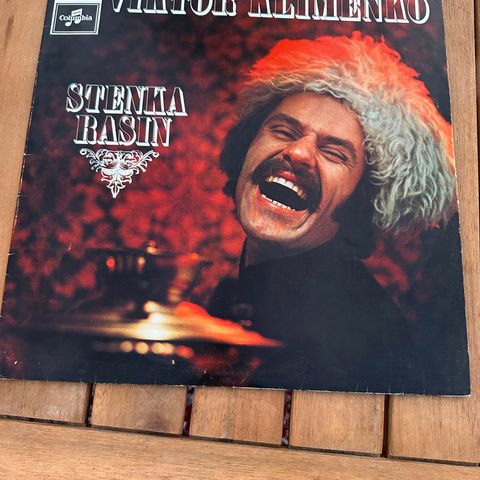 VIKTOR KLIMENKO
Columbia
STENKA
RASIN